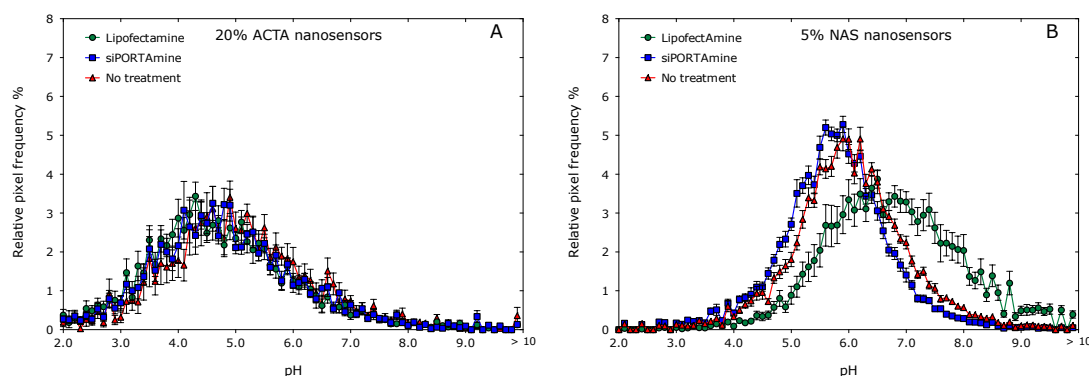 8
7
6
5
4
3
2
1
0
Relative pixel frequency %
Lipofectamine
siPORTAmine
No treatment
20% ACTA nanosensors
A
2.0 3.0 4.0 5.0 6.0 7.0 8.0 9.0 > 10
pH
8
7
6
5
4
3
2
1
0
Relative pixel frequency %
LipofectAmine
siPORTAmine
No treatment
5% NAS nanosensors
B
2.0 3.0 4.0 5.0 6.0 7.0 8.0 9.0 > 10
pH